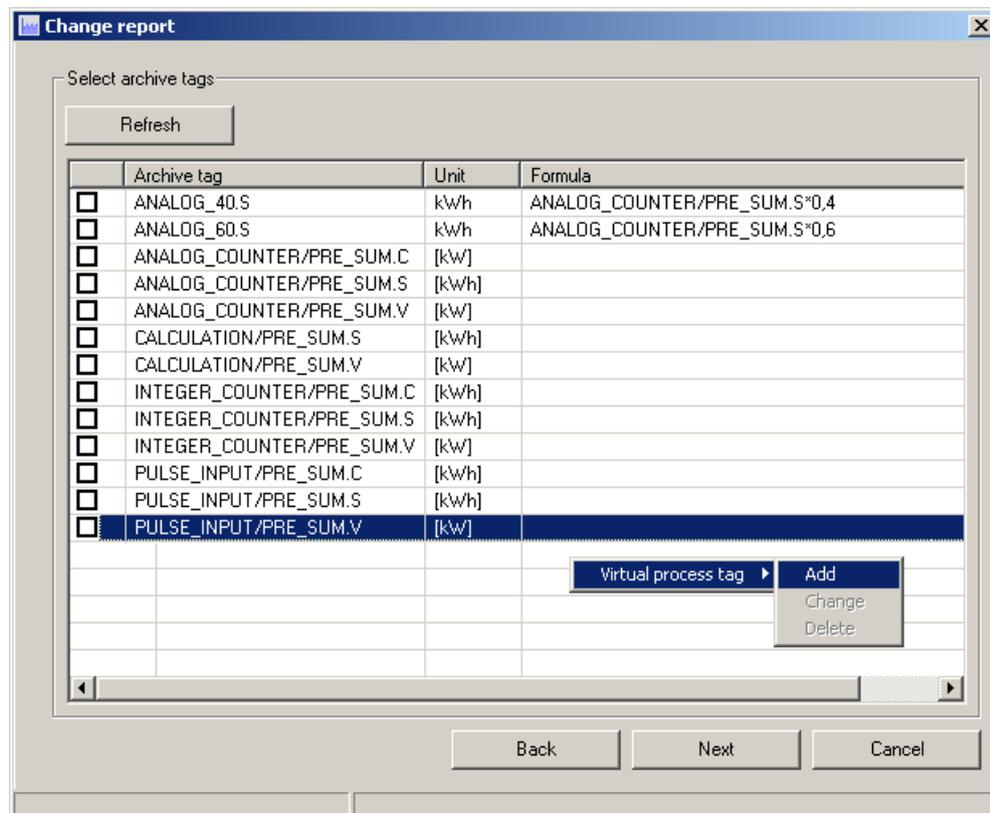 Change report
Select archive tags
Refresh
Archive tag Unit Formula
ANALOG_40.S kWh ANALOG_COUNTER/PRE_SUM.S*0,4
ANALOG_60.S kWh ANALOG_COUNTER/PRE_SUM.S*0,6
ANALOG_COUNTER/PRE_SUM.C [kW]
ANALOG_COUNTER/PRE_SUM.S [kWh]
ANALOG_COUNTER/PRE_SUM.V [kW]
CALCULATION/PRE_SUM.S [kWh]
CALCULATION/PRE_SUM.V [kW]
INTEGER_COUNTER/PRE_SUM.C [kWh]
INTEGER_COUNTER/PRE_SUM.S [kWh]
INTEGER_COUNTER/PRE_SUM.V [kW]
PULSE_INPUT/PRE_SUM.C [kWh]
PULSE_INPUT/PRE_SUM.S [kWh]
PULSE_INPUT/PRE_SUM.V [kW]
Virtual process tag Add
Change
Delete
Back Next Cancel